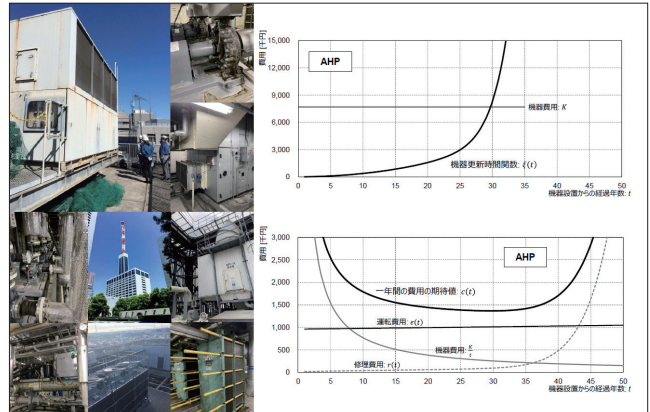 費用 [千円]
15,000
12,000
9,000
6,000
3,000
0
AHP
機器費用: K
機器更新時間関数: ξ(t)
0 5 10 15 20 25 30 35 40 45 50
機器設置からの経過年数: t
費用 [千円]
3,000
2,500
2,000
1,500
1,000
500
0
AHP
一年間の費用の期待値: c(t)
運転費用: e(t)
機器費用 K/t
修理費用: r(t)
0 5 10 15 20 25 30 35 40 45 50
機器設置からの経過年数: t